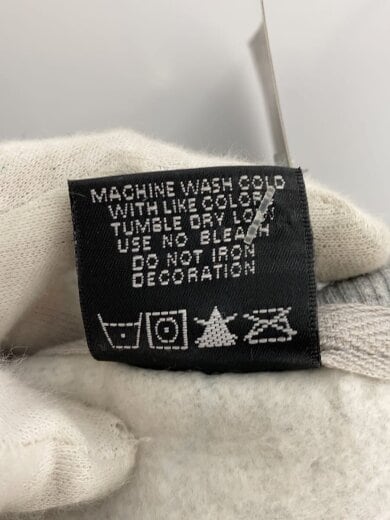 MACHINE WASH COLD
WITH LIKE COLORS
TUMBLE DRY LOW
USE NO BLEACH
DO NOT IRON
DECORATION